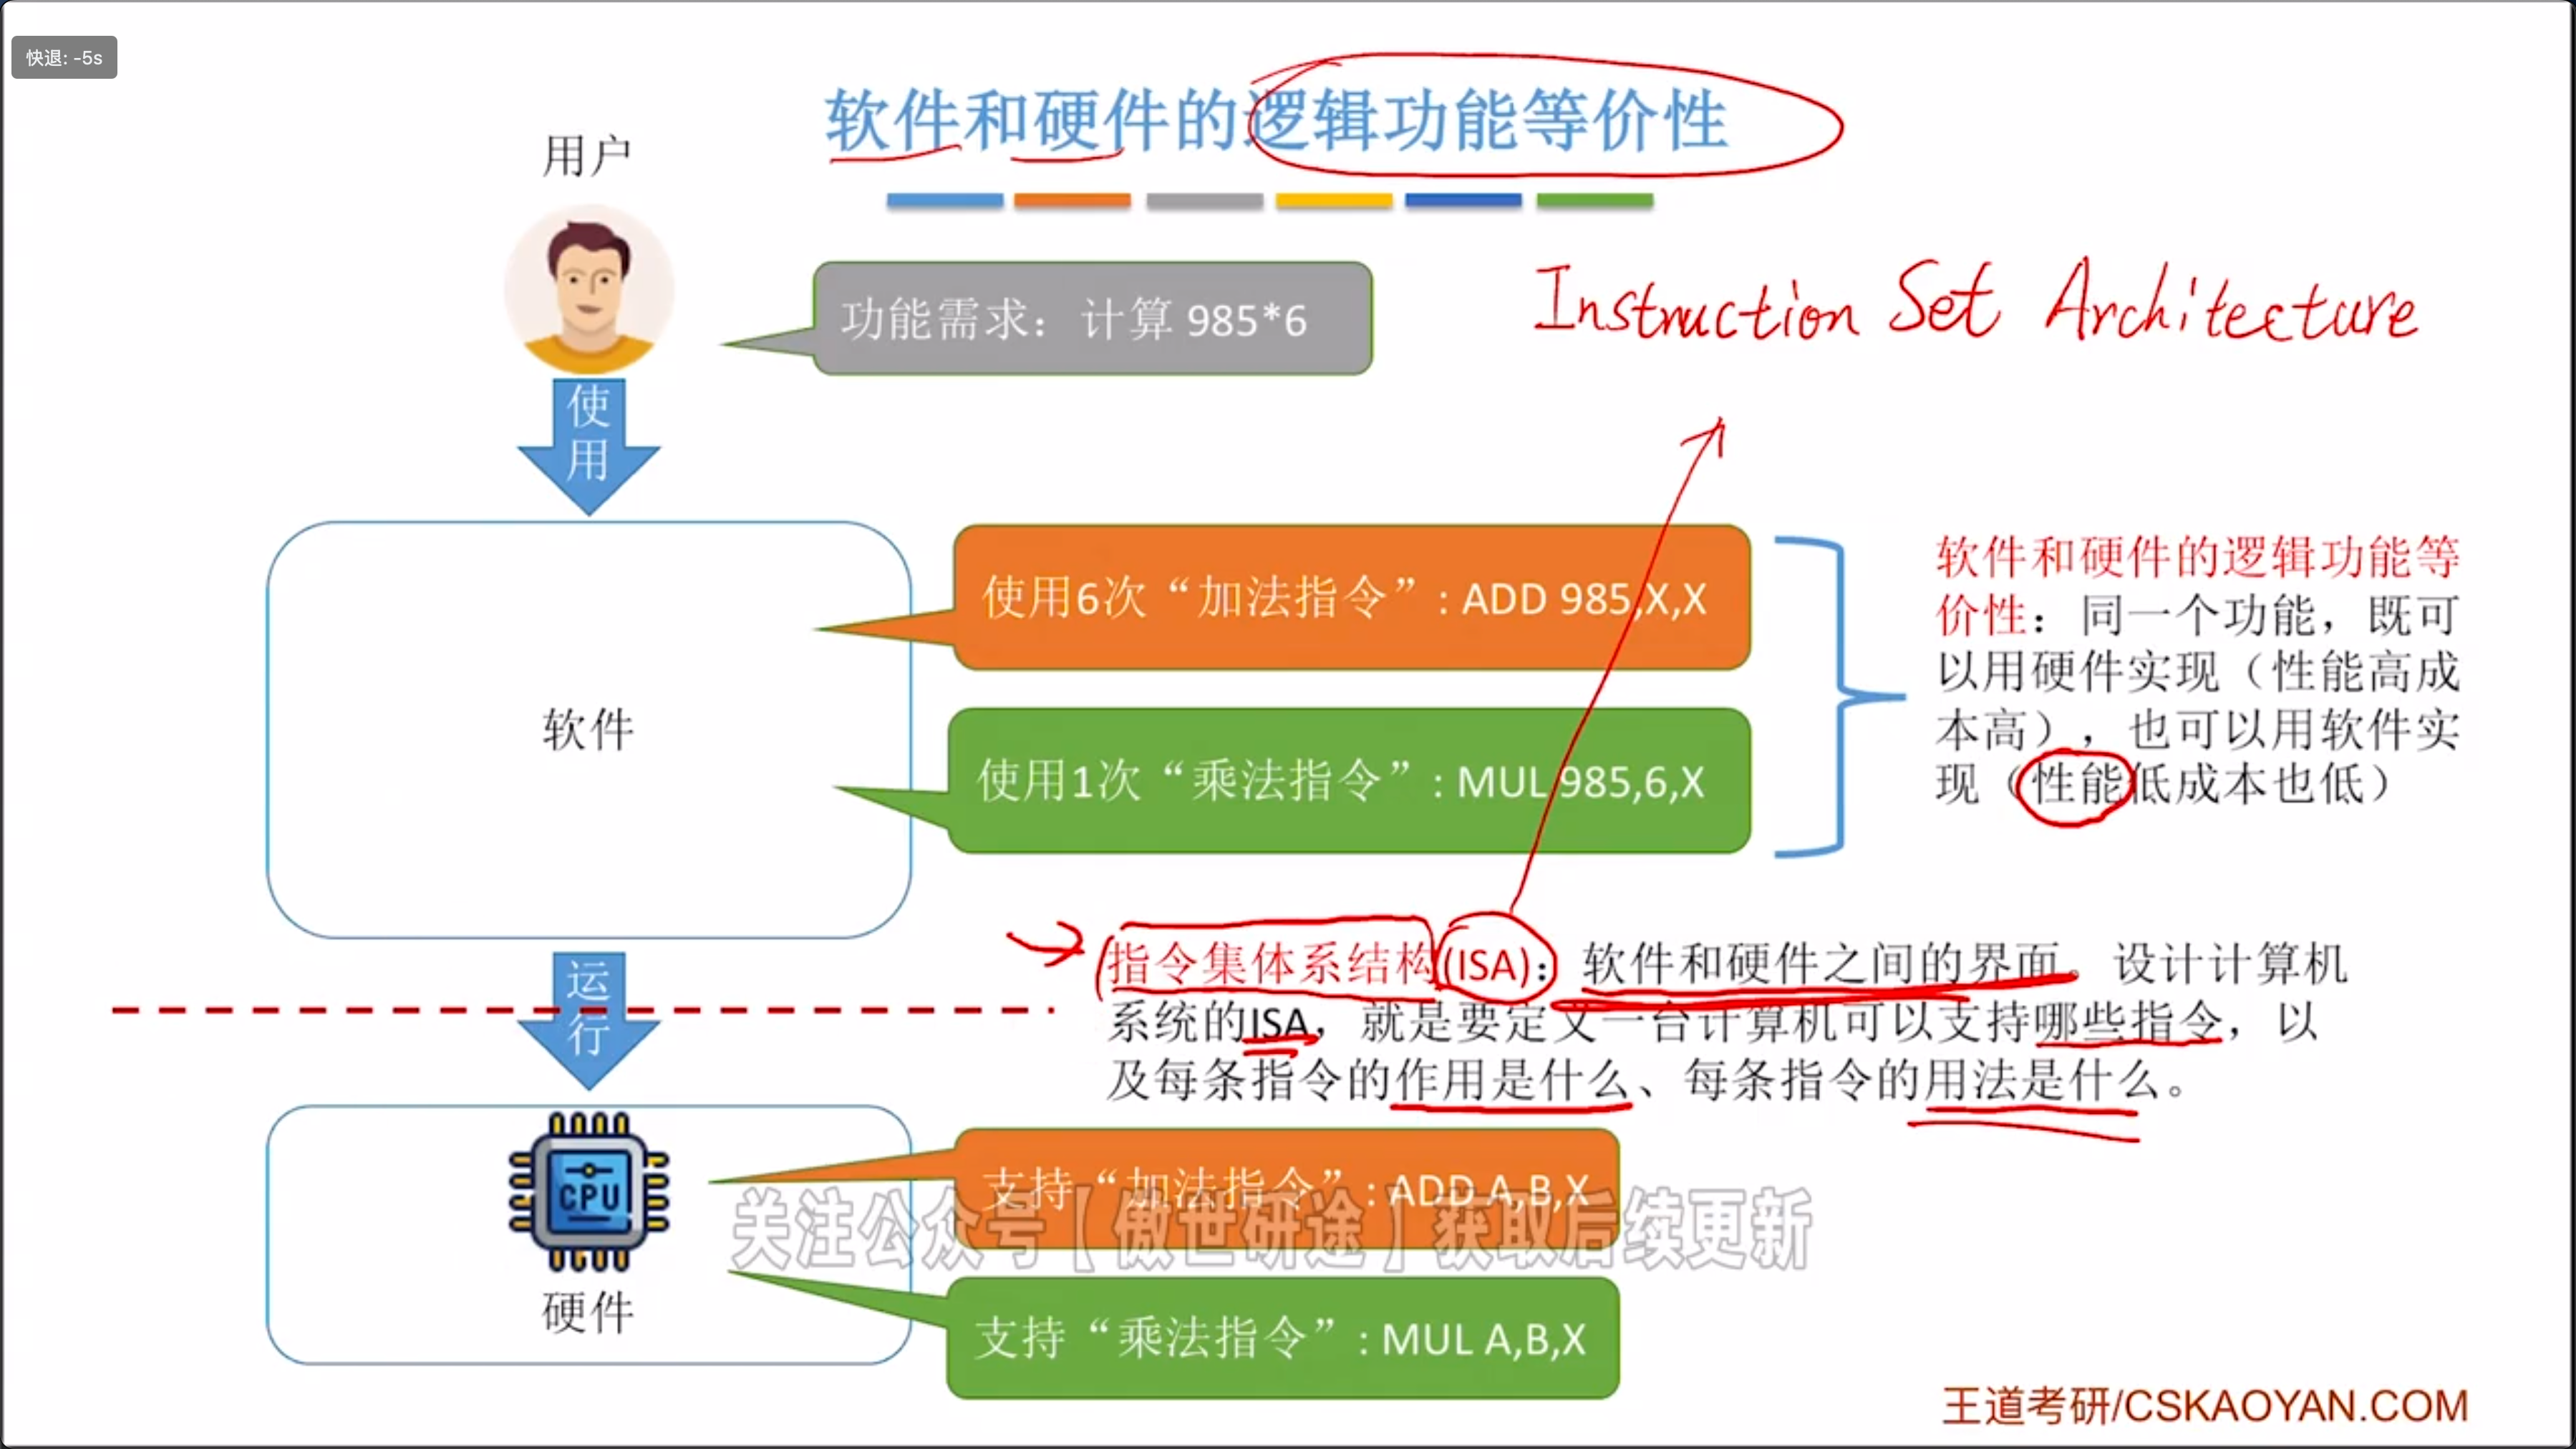 快退: -5s
软件和硬件的逻辑功能等价性
用户
功能需求：计算 985*6
Instruction Set Architecture
使
用
使用6次“加法指令”: ADD 985,X,X
软件
使用1次“乘法指令”: MUL 985,6,X
软件和硬件的逻辑功能等
价性：同一个功能，既可
以用硬件实现（性能高成
本高），也可以用软件实
现（性能低成本也低）
运
行
指令集体系结构(ISA)：软件和硬件之间的界面。设计计算机
系统的ISA，就是要定义一台计算机可以支持哪些指令，以
及每条指令的作用是什么、每条指令的用法是什么。
CPU
硬件
支持“加法指令”: ADD A,B,X
关注公众号【傲世研途】获取后续更新
支持“乘法指令”: MUL A,B,X
王道考研/CSKAOYAN.COM